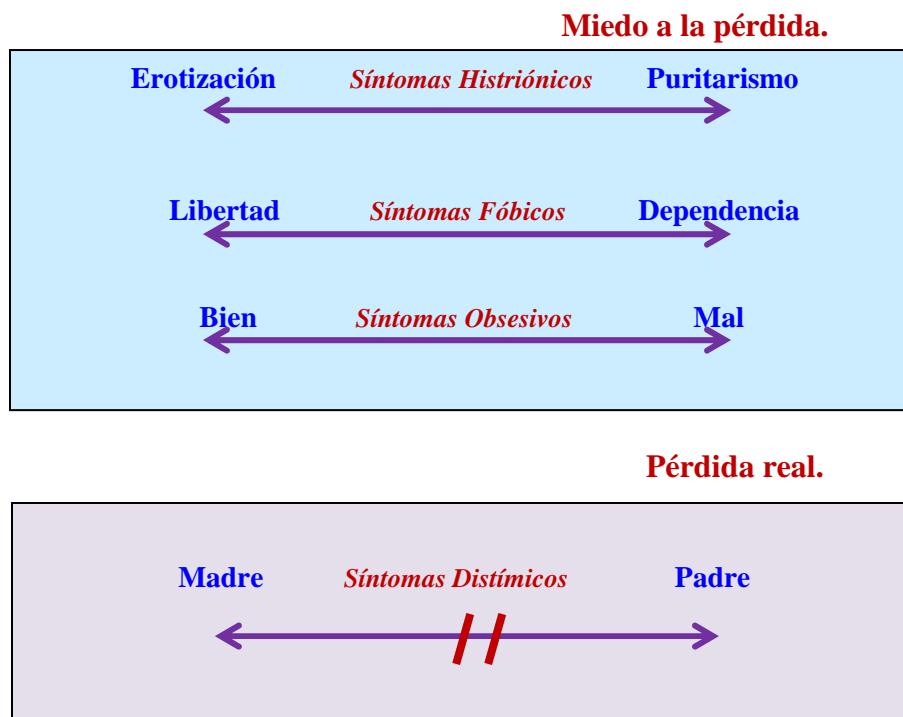 Miedo a la pérdida.
Erotización Síntomas Histriónicos Puritarismo
Libertad Síntomas Fóbicos Dependencia
Bien Síntomas Obsesivos Mal
Pérdida real.
Madre Síntomas Distímicos Padre